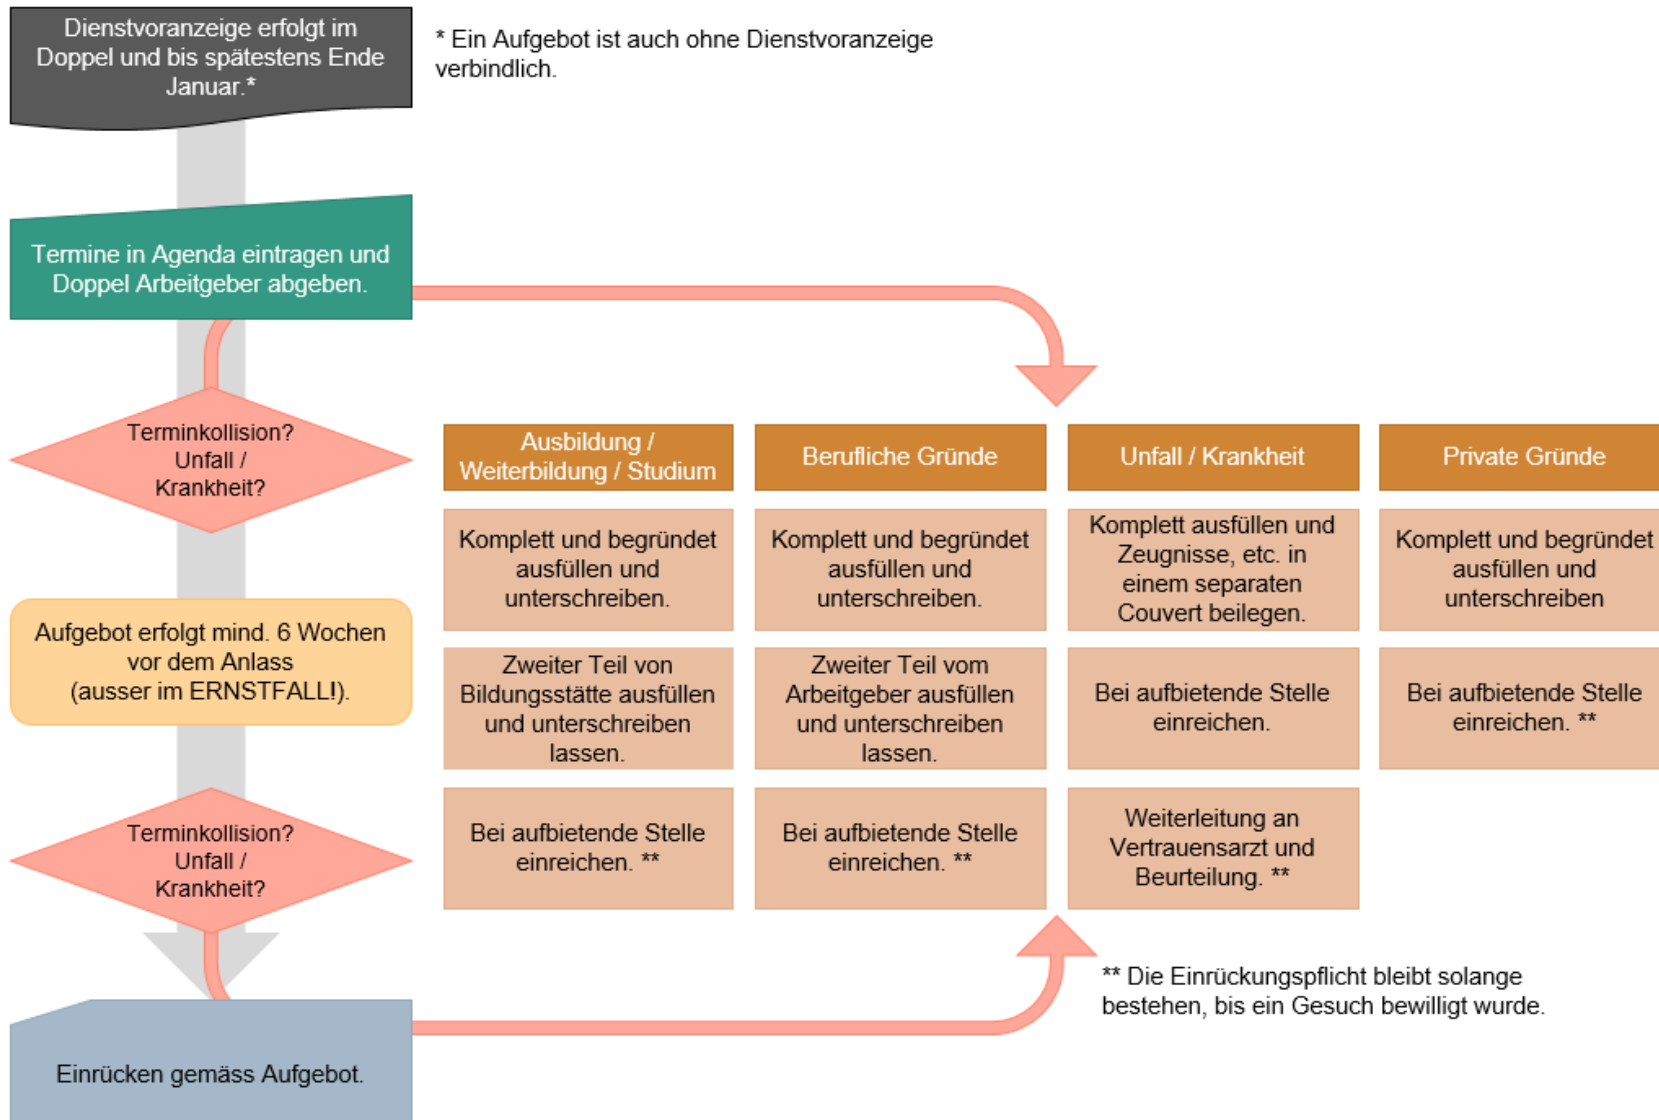 Dienstvoranzeige erfolgt im
Doppel und bis spätestens Ende
Januar.*
* Ein Aufgebot ist auch ohne Dienstvoranzeige
verbindlich.
Termine in Agenda eintragen und
Doppel Arbeitgeber abgeben.
Terminkollision?
Unfall /
Krankheit?
Aufgebot erfolgt mind. 6 Wochen
vor dem Anlass
(ausser im ERNSTFALL!).
Terminkollision?
Unfall /
Krankheit?
Einrücken gemäss Aufgebot.
Ausbildung /
Weiterbildung / Studium
Komplett und begründet
ausfüllen und
unterschreiben.
Zweiter Teil von
Bildungsstätte ausfüllen
und unterschreiben
lassen.
Bei aufbietende Stelle
einreichen. **
Berufliche Gründe
Komplett und begründet
ausfüllen und
unterschreiben.
Zweiter Teil vom
Arbeitgeber ausfüllen
und unterschreiben
lassen.
Bei aufbietende Stelle
einreichen. **
Unfall / Krankheit
Komplett ausfüllen und
Zeugnisse, etc. in
einem separaten
Couvert beilegen.
Bei aufbietende Stelle
einreichen.
Weiterleitung an
Vertrauensarzt und
Beurteilung. **
Private Gründe
Komplett und begründet
ausfüllen und
unterschreiben
Bei aufbietende Stelle
einreichen. **
** Die Einrückungspflicht bleibt solange
bestehen, bis ein Gesuch bewilligt wurde.